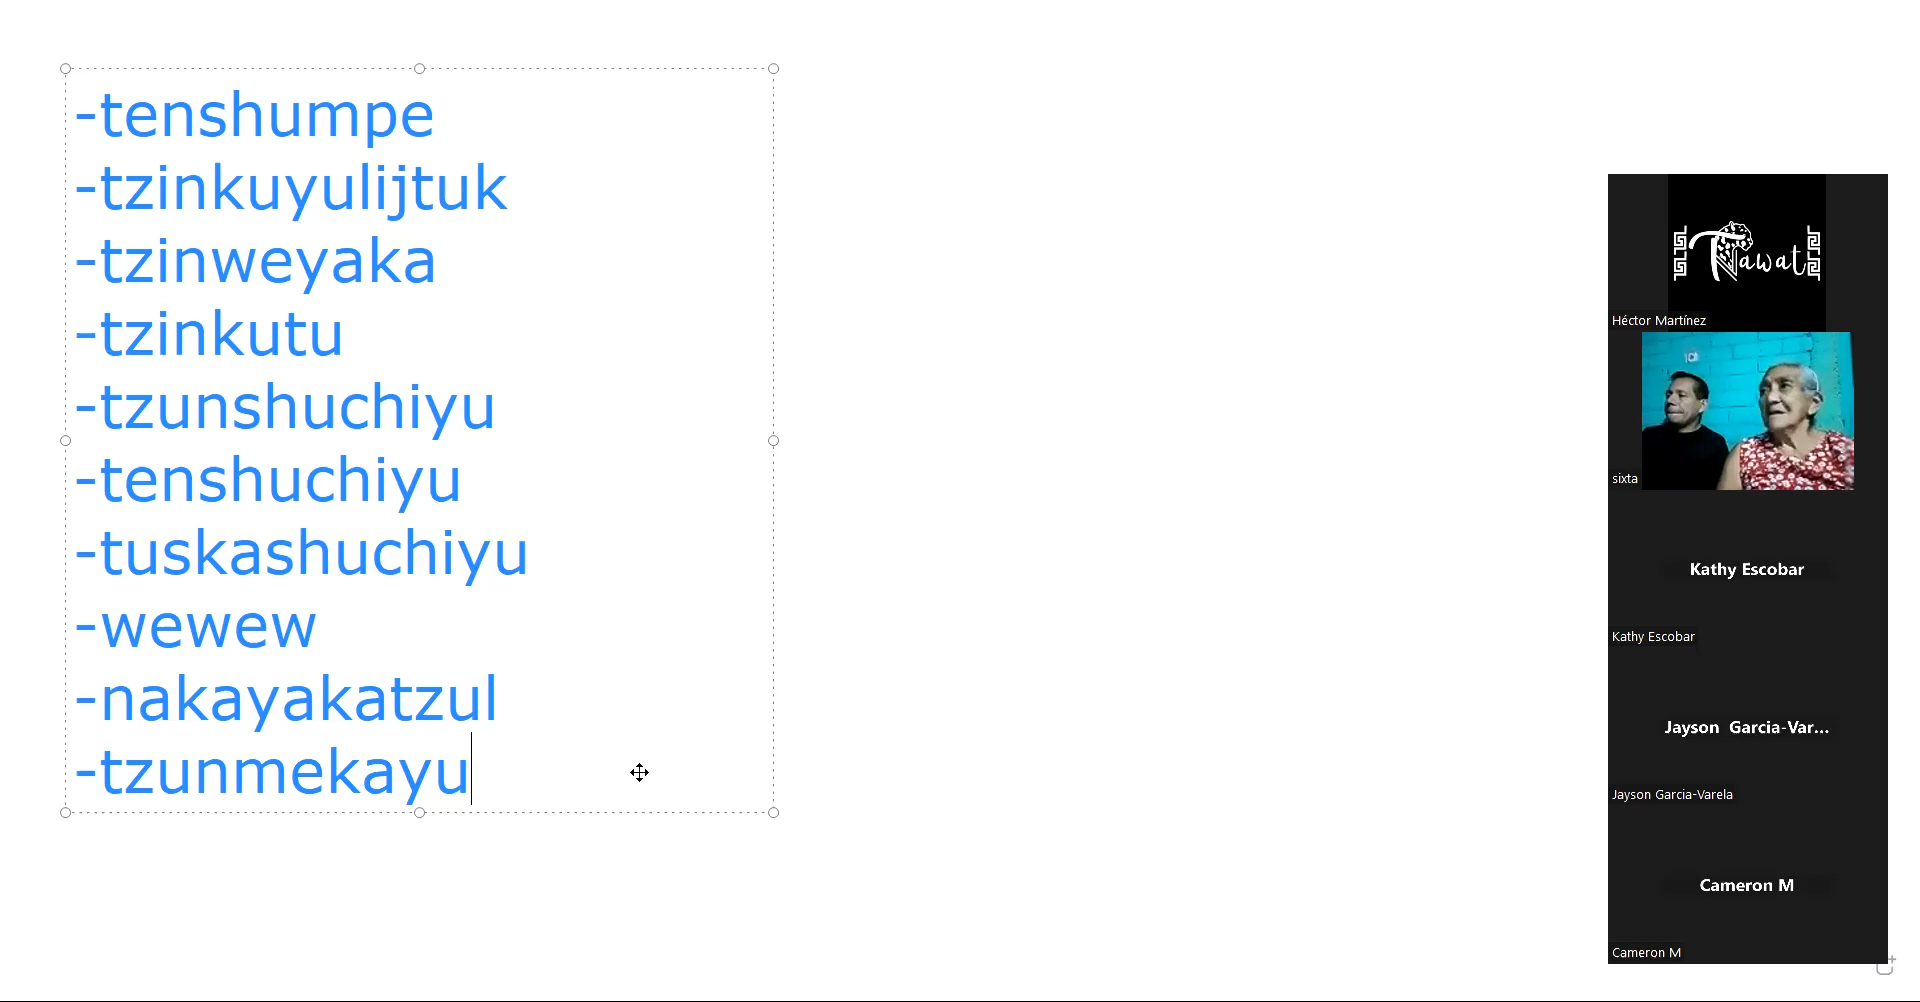 -tenshumpe
-tzinkuyulijtuk
-tzinweyaka
-tzinkutu
-tzunshuchiyu
-tenshuchiyu
-tuskashuchiyu
-wewew
-nakayakatzul
-tzunmekayu
Nawat
Héctor Martínez
sixta
Kathy Escobar
Kathy Escobar
Jayson Garcia-Var...
Jayson Garcia-Varela
Cameron M
Cameron M